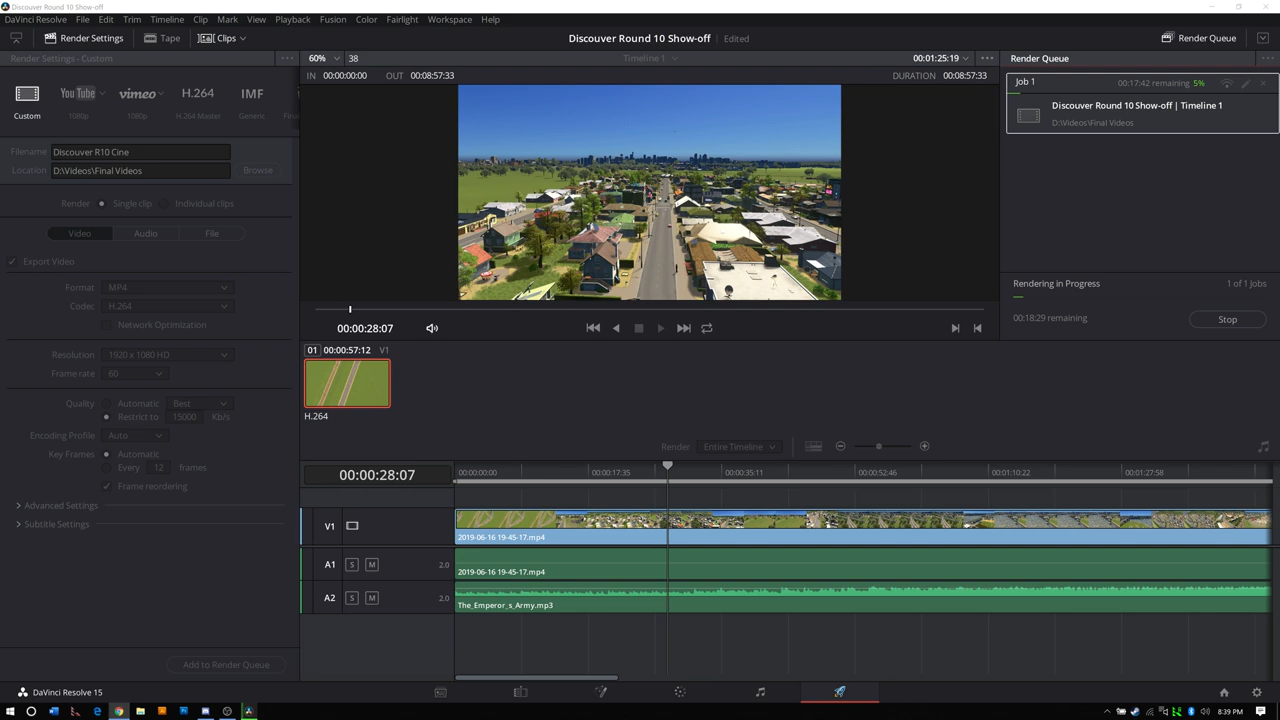 Discouver Round 10 Show-off
DaVinci Resolve File Edit Trim Timeline Clip Mark View Playback Fusion Color Fairlight Workspace Help
Render Settings Tape Clips Discouver Round 10 Show-off Edited Render Queue
Render Settings - Custom 60% 38 Timeline 1 00:01:25:19 Render Queue
IN 00:00:00:00 OUT 00:08:57:33 DURATION 00:08:57:33
Job 1 00:17:42 remaining 5%
Discouver Round 10 Show-off | Timeline 1
D:\Videos\Final Videos
YouTube vimeo H.264 IMF
Custom 1080p 1080p H.264 Master Generic
Filename Discouver R10 Cine
Location D:\Videos\Final Videos Browse
Render Single clip Individual clips
Video Audio File
Export Video
Format MP4
Codec H.264
Network Optimization
Resolution 1920 x 1080 HD
Frame rate 60
Quality Automatic Best
Restrict to 15000 Kb/s
Encoding Profile Auto
Key Frames Automatic
Every 12 frames
Frame reordering
Advanced Settings
Subtitle Settings
Add to Render Queue
Rendering in Progress 1 of 1 Jobs
00:18:29 remaining Stop
00:00:28:07
01 00:00:57:12 V1
H.264
Render Entire Timeline
00:00:28:07 00:00:00:00 00:00:17:35 00:00:35:11 00:00:52:46 00:01:10:22 00:01:27:58
V1
2019-06-16 19-45-17.mp4
A1 S M 2.0
2019-06-16 19-45-17.mp4
A2 S M 2.0
The_Emperor_s_Army.mp3
DaVinci Resolve 15
8:39 PM